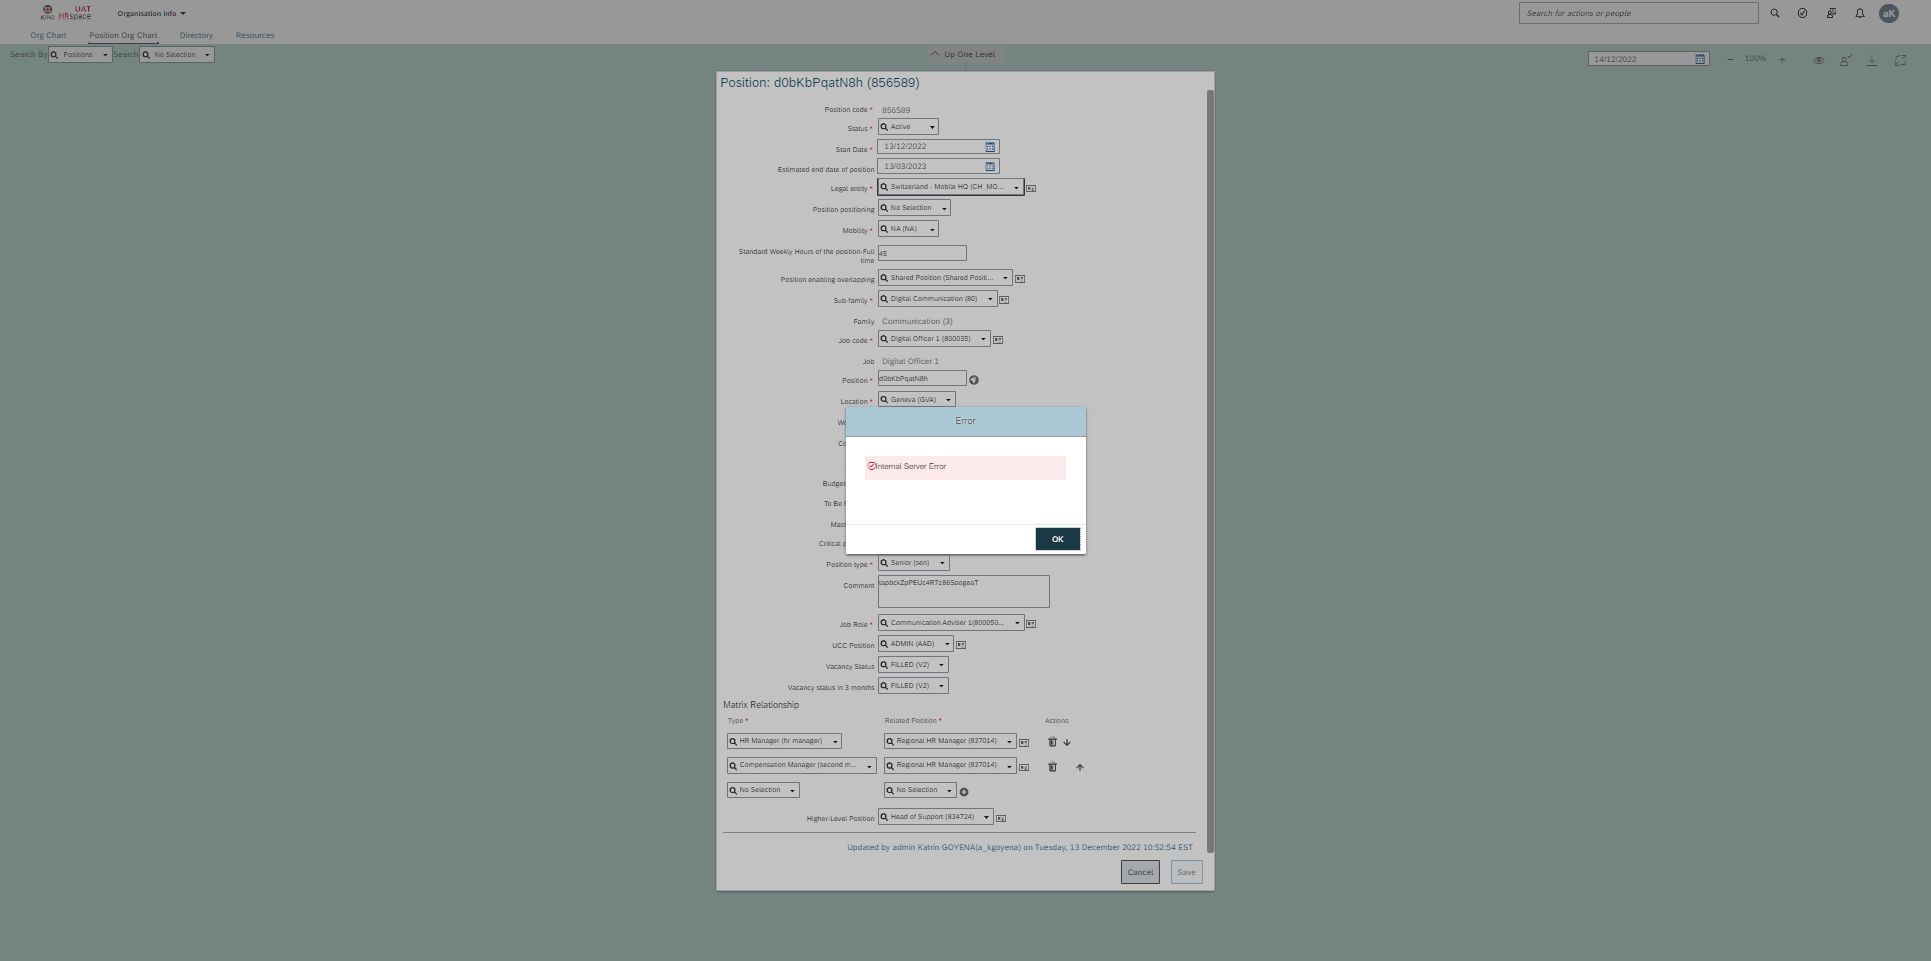 ICRC
UAT
HRspace
Organisation Info
Search for actions or people
aK
Org Chart
Position Org Chart
Directory
Resources
Search By
Positions
Search
No Selection
Up One Level
14/12/2022
100%
Position: d0bKbPqatN8h (856589)
Position code * 856589
Status * Active
Start Date * 13/12/2022
Estimated end date of position 13/03/2023
Legal entity * Switzerland - Mobile HQ (CH_MO...
Position positioning No Selection
Mobility * NA (NA)
Standard Weekly Hours of the position-Full
time 45
Position enabling overlapping Shared Position (Shared Positi...
Sub-family * Digital Communication (80)
Family Communication (3)
Job code * Digital Officer 1 (800035)
Job Digital Officer 1
Position * d0bKbPqatN8h
Location * Geneva (GVA)
Error
Internal Server Error
OK
Budget
To Be
Mass
Critical p
Position type * Senior (sen)
Comment
Job Role * Communication Adviser 1(800050...
UCC Position ADMIN (AAD)
Vacancy Status FILLED (V2)
Vacancy status in 3 months FILLED (V2)
Matrix Relationship
Type * Related Position * Actions
HR Manager (hr manager) Regional HR Manager (837014)
Compensation Manager (second m... Regional HR Manager (837014)
No Selection No Selection
Higher-Level Position Head of Support (834724)
Updated by admin Katrin GOYENA(a_kgoyena) on Tuesday, 13 December 2022 10:52:54 EST
Cancel
Save